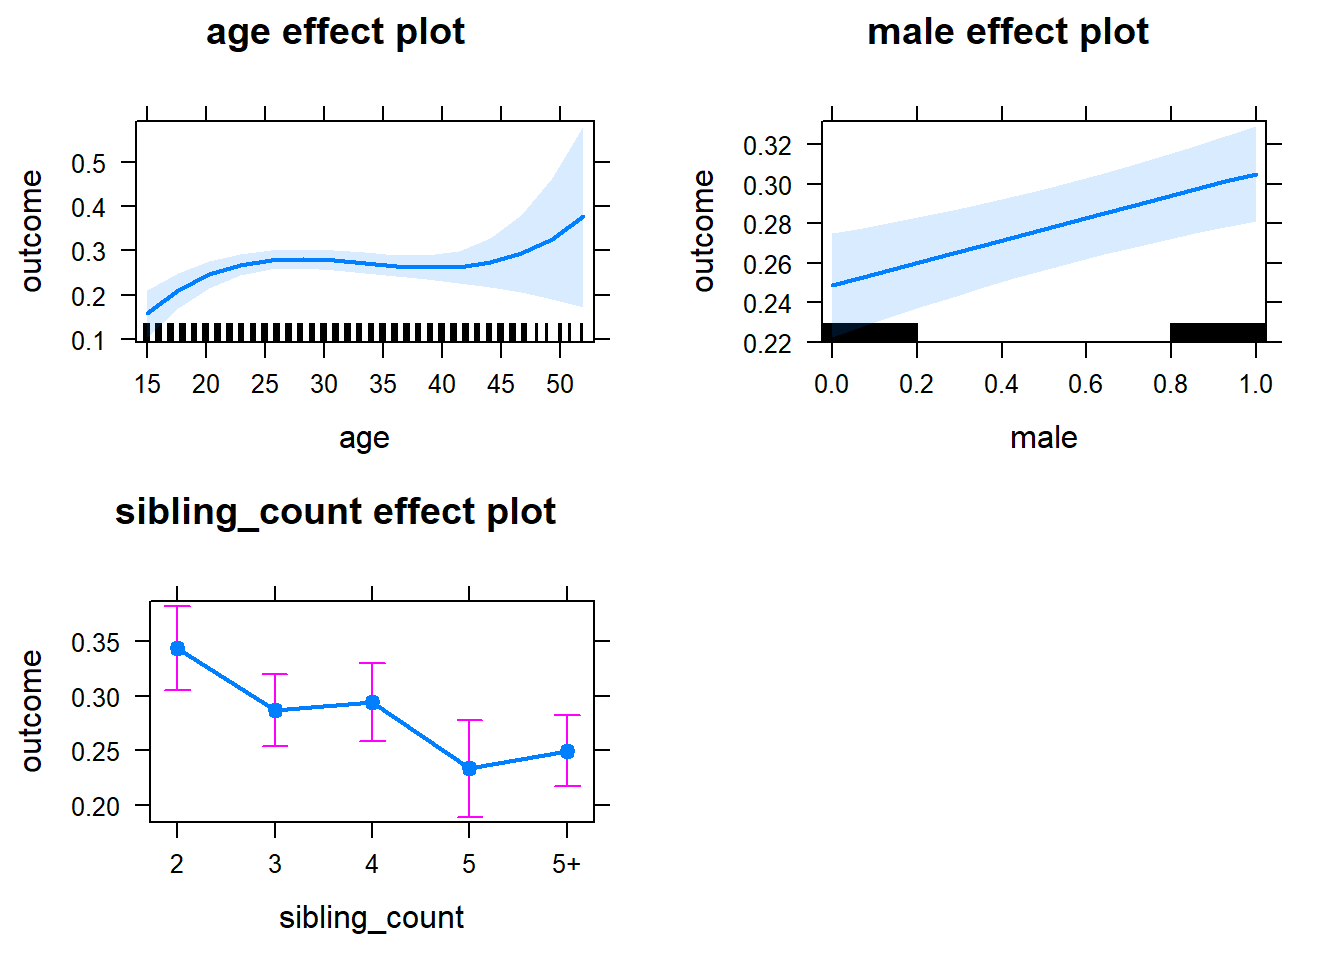 age effect plot
outcome
0.5
0.4
0.3
0.2
0.1
15 20 25 30 35 40 45 50
age
male effect plot
outcome
0.32
0.30
0.28
0.26
0.24
0.22
0.0 0.2 0.4 0.6 0.8 1.0
male
sibling_count effect plot
outcome
0.35
0.30
0.25
0.20
2 3 4 5 5+
sibling_count